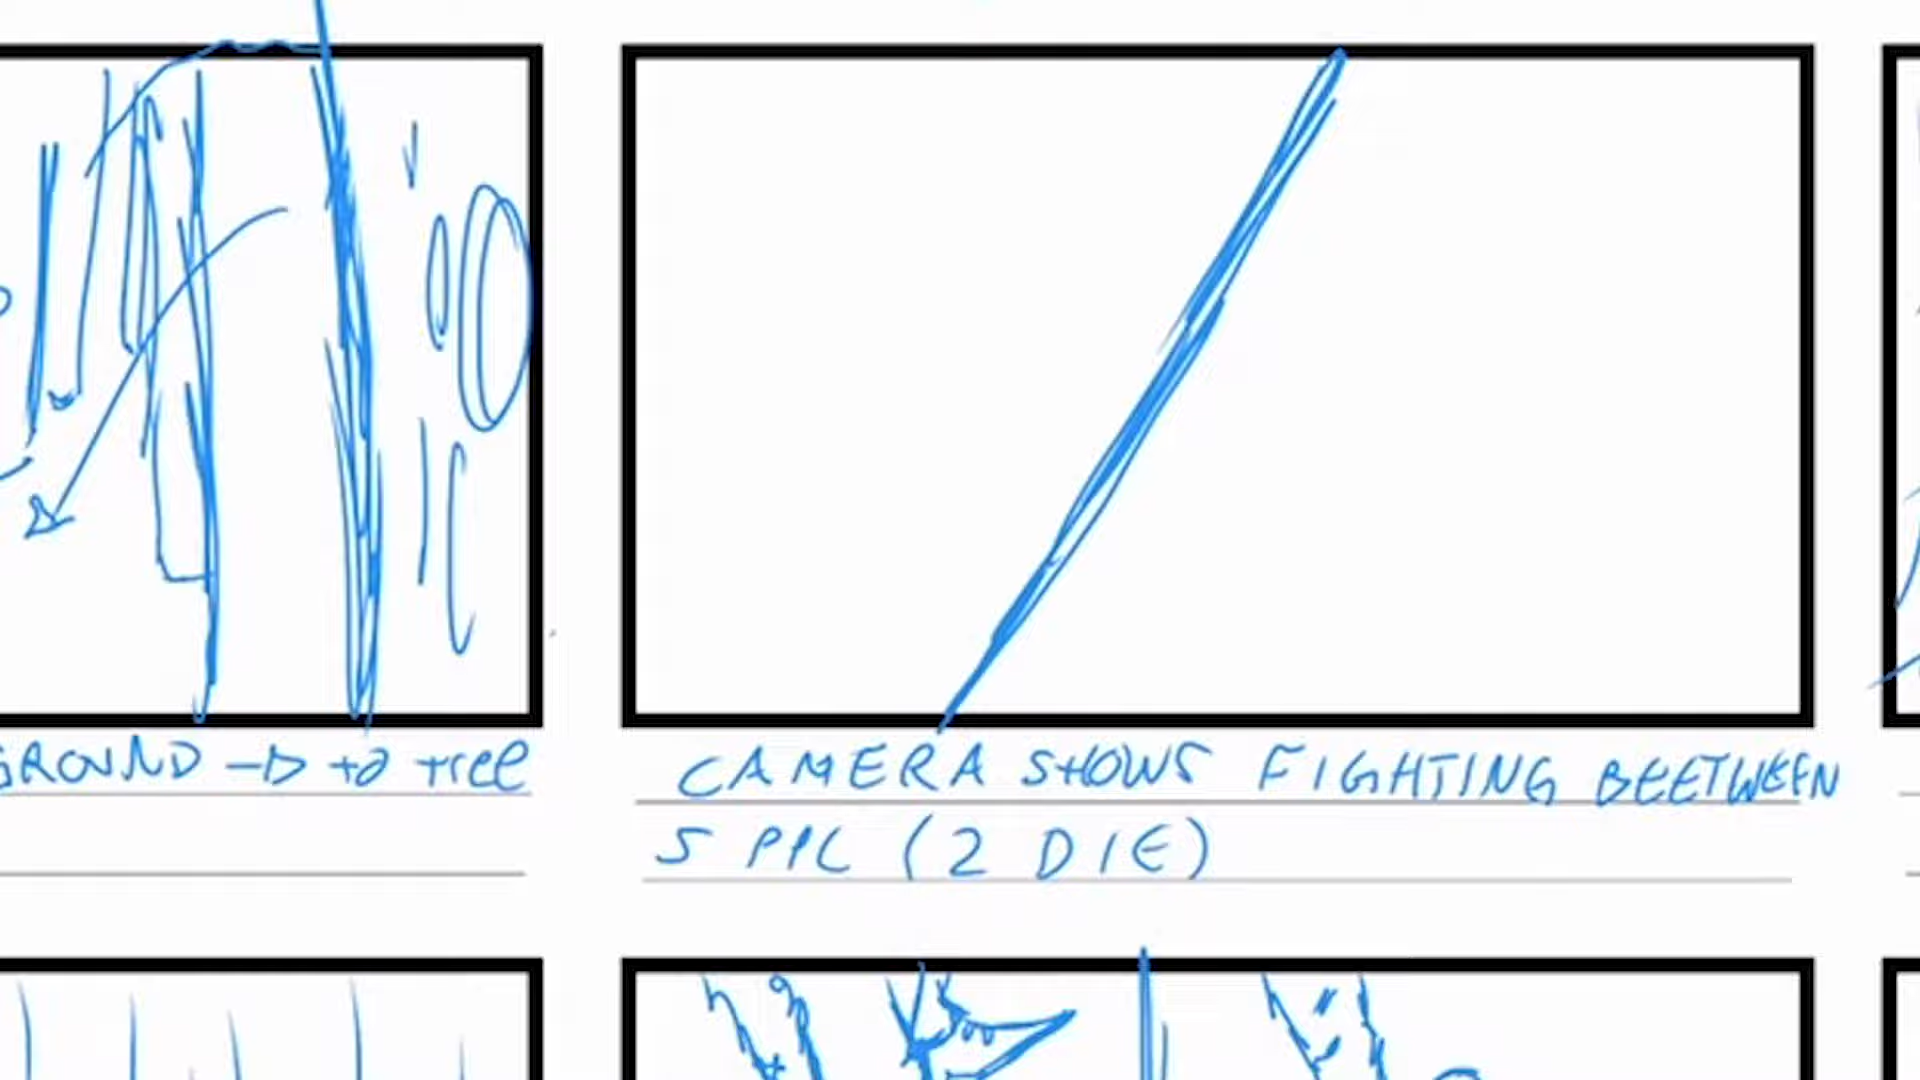 GROUND → to tree
CAMERA SHOWS FIGHTING BEETWEEN
5 PPL (2 DIE)